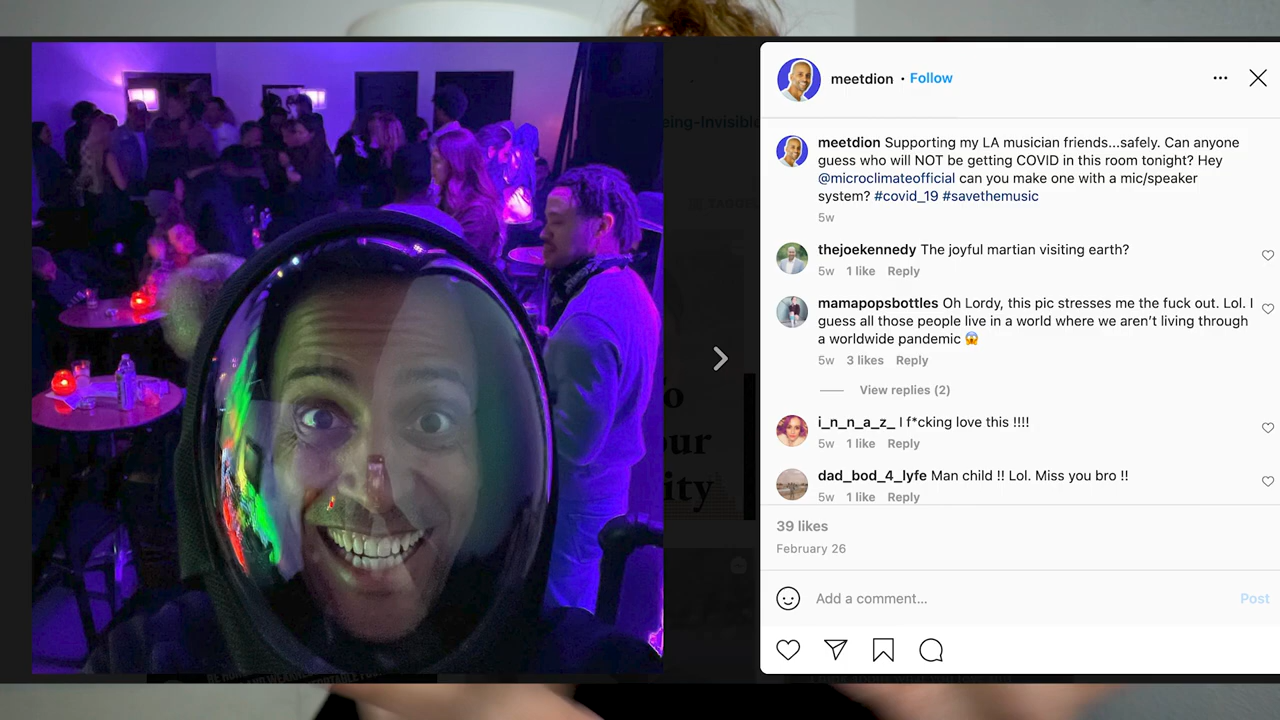 meetdion • Follow
meetdion Supporting my LA musician friends...safely. Can anyone
guess who will NOT be getting COVID in this room tonight? Hey
@microclimateofficial can you make one with a mic/speaker
system? #covid_19 #savethemusic
5w
thejoekennedy The joyful martian visiting earth?
5w 1 like Reply
mamapopsbottles Oh Lordy, this pic stresses me the fuck out. Lol. I
guess all those people live in a world where we aren't living through
a worldwide pandemic 😱
5w 3 likes Reply
View replies (2)
i_n_n_a_z_ I f*cking love this !!!!
5w 1 like Reply
dad_bod_4_lyfe Man child !! Lol. Miss you bro !!
5w 1 like Reply
39 likes
February 26
Add a comment...
Post
eing-Invisible
our
ity